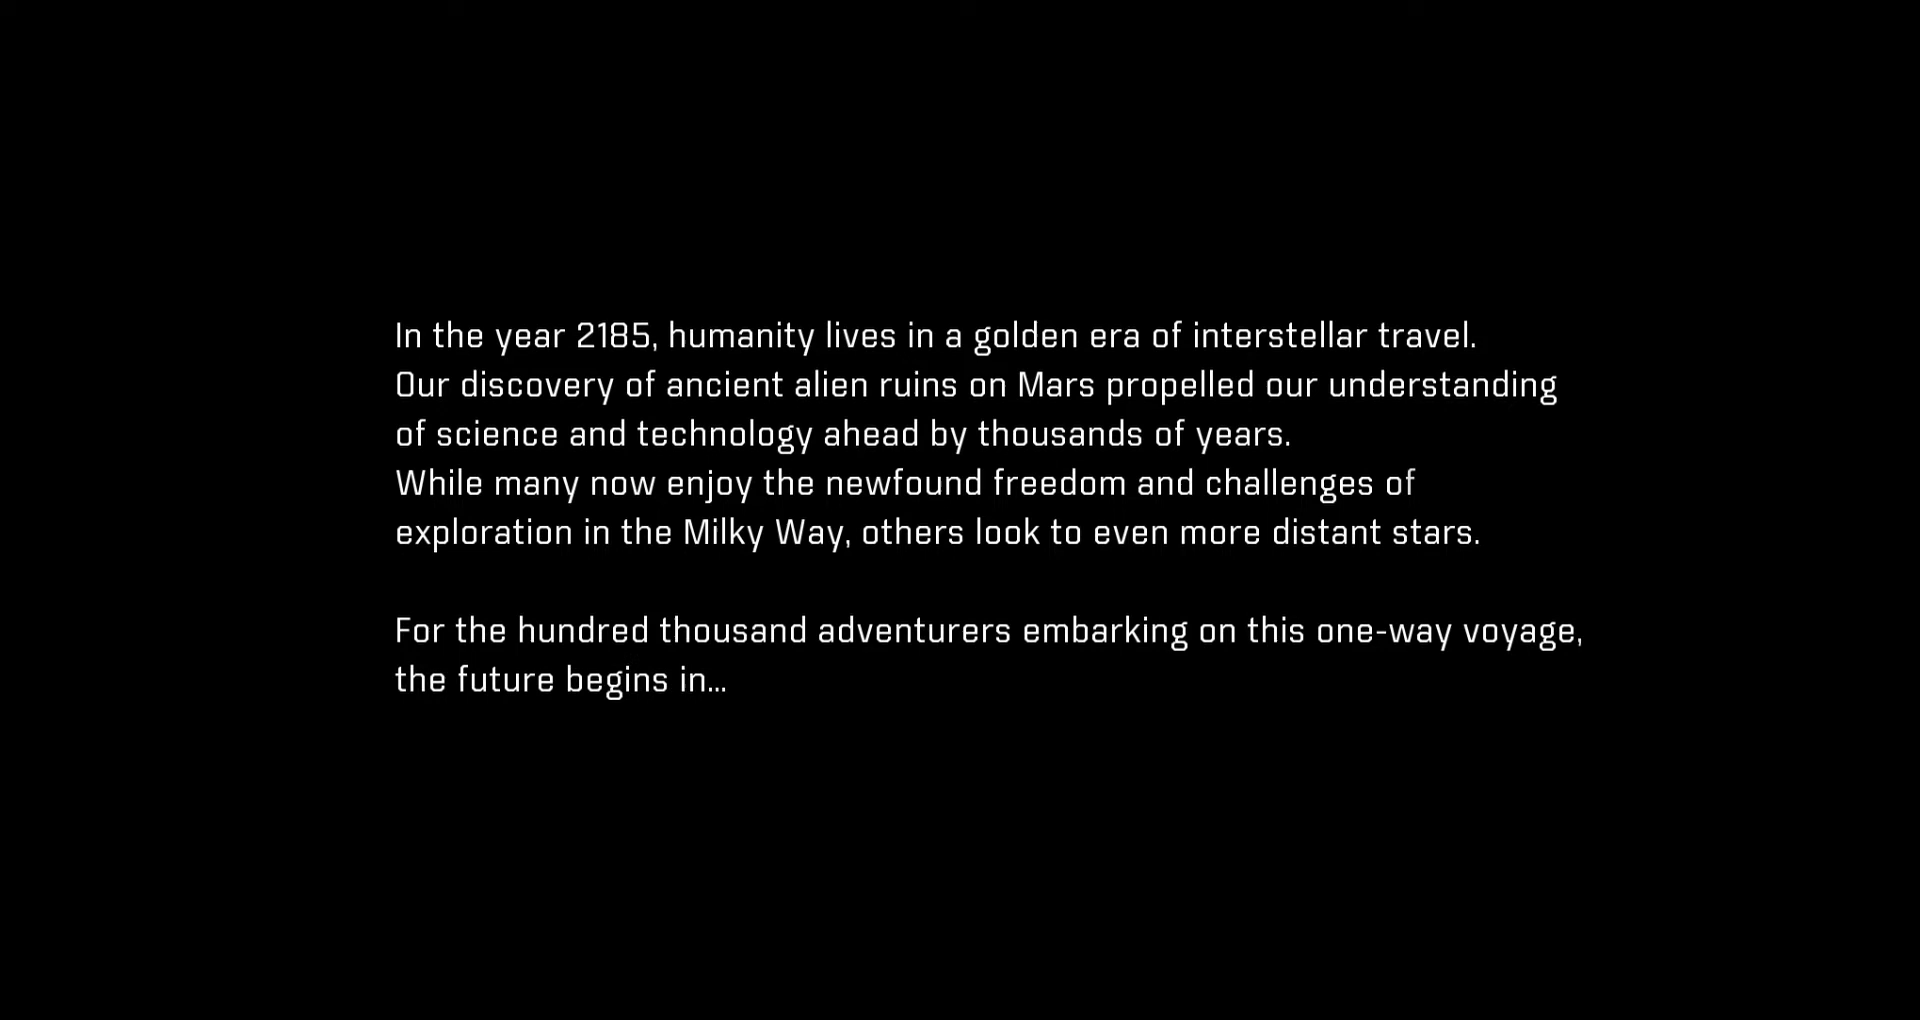 In the year 2185, humanity lives in a golden era of interstellar travel.
Our discovery of ancient alien ruins on Mars propelled our understanding
of science and technology ahead by thousands of years.
While many now enjoy the newfound freedom and challenges of
exploration in the Milky Way, others look to even more distant stars.
For the hundred thousand adventurers embarking on this one-way voyage,
the future begins in...